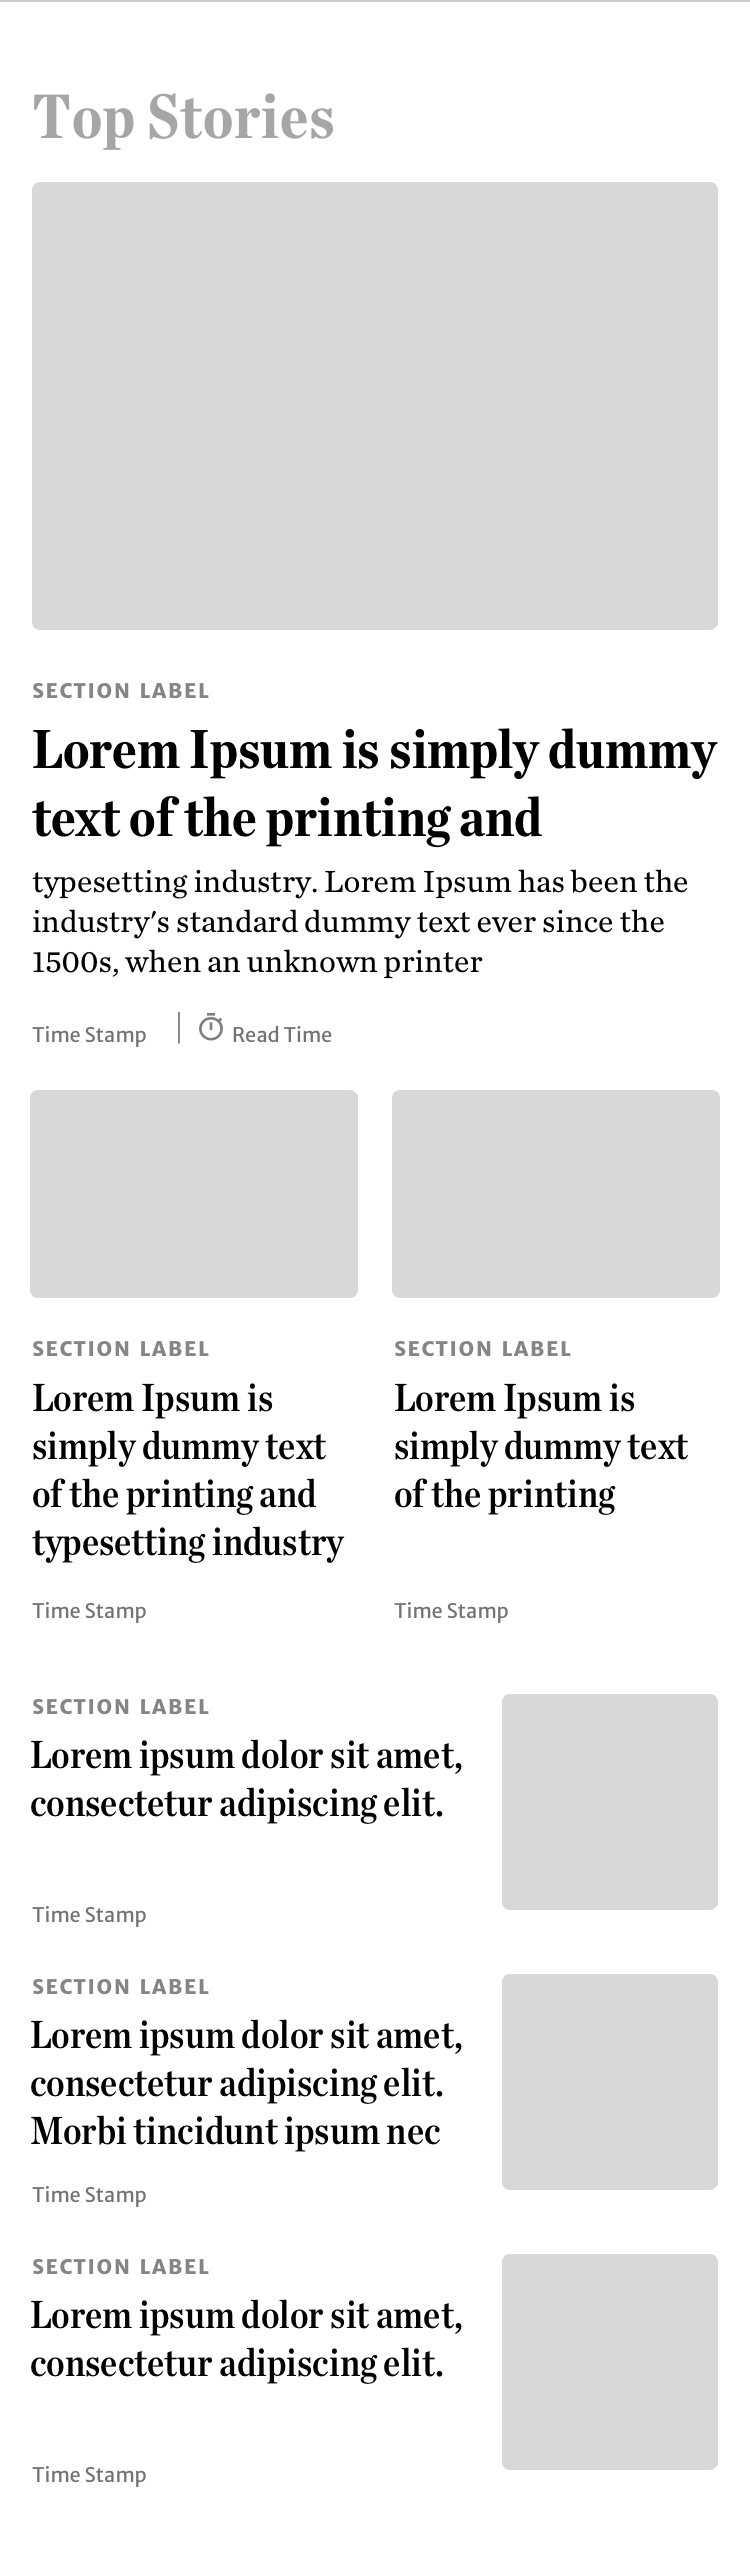 Top Stories
SECTION LABEL
Lorem Ipsum is simply dummy
text of the printing and
typesetting industry. Lorem Ipsum has been the
industry's standard dummy text ever since the
1500s, when an unknown printer
Time Stamp
Read Time
SECTION LABEL
Lorem Ipsum is
simply dummy text
of the printing and
typesetting industry
Time Stamp
SECTION LABEL
Lorem Ipsum is
simply dummy text
of the printing
Time Stamp
SECTION LABEL
Lorem ipsum dolor sit amet,
consectetur adipiscing elit.
Time Stamp
SECTION LABEL
Lorem ipsum dolor sit amet,
consectetur adipiscing elit.
Morbi tincidunt ipsum nec
Time Stamp
SECTION LABEL
Lorem ipsum dolor sit amet,
consectetur adipiscing elit.
Time Stamp